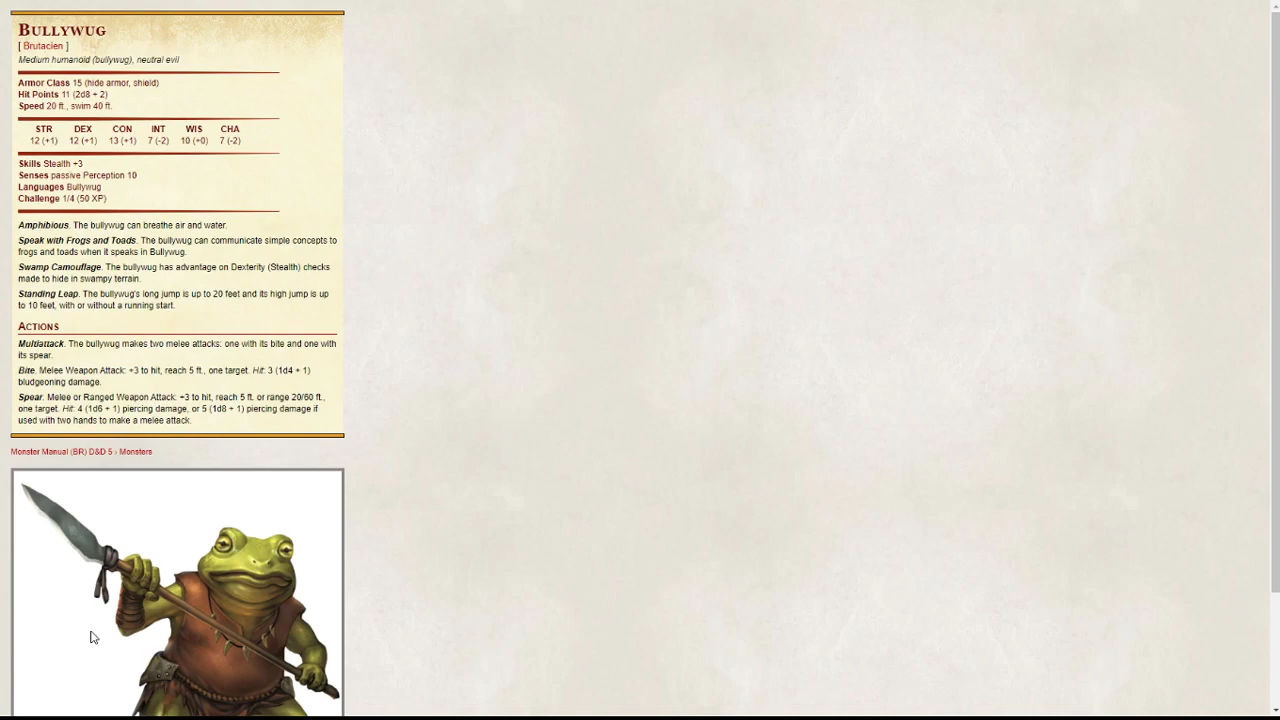 Bullywug
[ Brutacien ]
Medium humanoid (bullywug), neutral evil
Armor Class 15 (hide armor, shield)
Hit Points 11 (2d8 + 2)
Speed 20 ft., swim 40 ft.
STR DEX CON INT WIS CHA
12 (+1) 12 (+1) 13 (+1) 7 (-2) 10 (+0) 7 (-2)
Skills Stealth +3
Senses passive Perception 10
Languages Bullywug
Challenge 1/4 (50 XP)
Amphibious. The bullywug can breathe air and water.
Speak with Frogs and Toads. The bullywug can communicate simple concepts to
frogs and toads when it speaks in Bullywug.
Swamp Camouflage. The bullywug has advantage on Dexterity (Stealth) checks
made to hide in swampy terrain.
Standing Leap. The bullywug's long jump is up to 20 feet and its high jump is up
to 10 feet, with or without a running start.
Actions
Multiattack. The bullywug makes two melee attacks: one with its bite and one with
its spear.
Bite. Melee Weapon Attack: +3 to hit, reach 5 ft., one target. Hit: 3 (1d4 + 1)
bludgeoning damage.
Spear. Melee or Ranged Weapon Attack: +3 to hit, reach 5 ft. or range 20/60 ft.,
one target. Hit: 4 (1d6 + 1) piercing damage, or 5 (1d8 + 1) piercing damage if
used with two hands to make a melee attack.
Monster Manual (BR) D&D 5 › Monsters